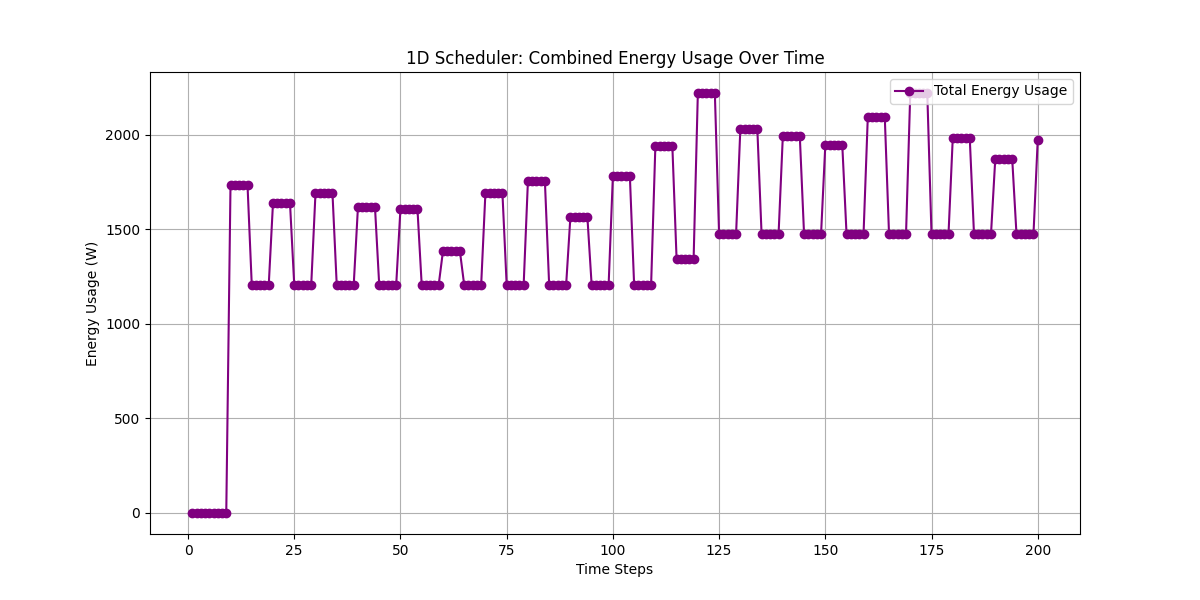 1D Scheduler: Combined Energy Usage Over Time
Total Energy Usage
Energy Usage (W)
2000
1500
1000
500
0
0 25 50 75 100 125 150 175 200
Time Steps